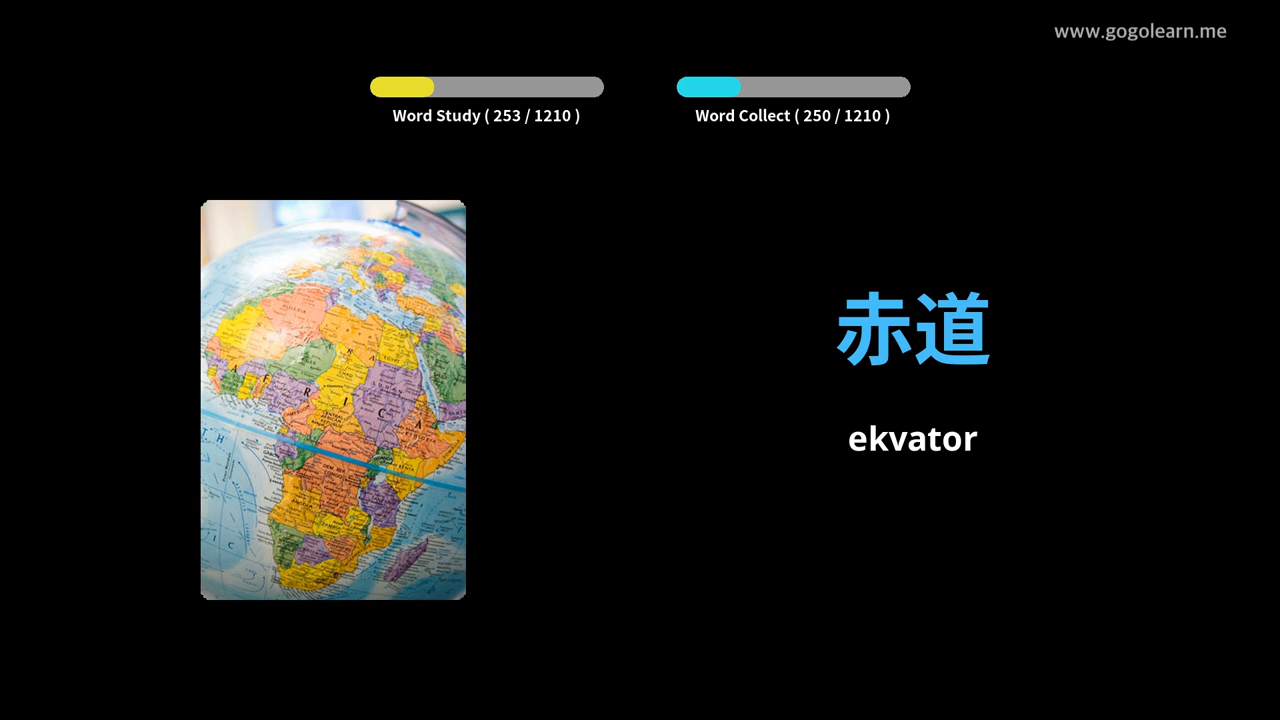 www.gogolearn.me
Word Study ( 253 / 1210 )
Word Collect ( 250 / 1210 )
赤道
ekvator
A F R I C A